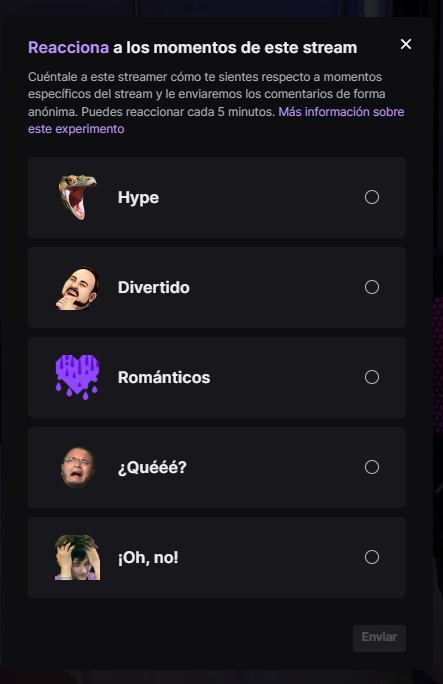 Reacciona a los momentos de este stream
Cuéntale a este streamer cómo te sientes respecto a momentos
específicos del stream y le enviaremos los comentarios de forma
anónima. Puedes reaccionar cada 5 minutos. Más información sobre
este experimento
Hype
Divertido
Románticos
¿Quééé?
¡Oh, no!
Enviar